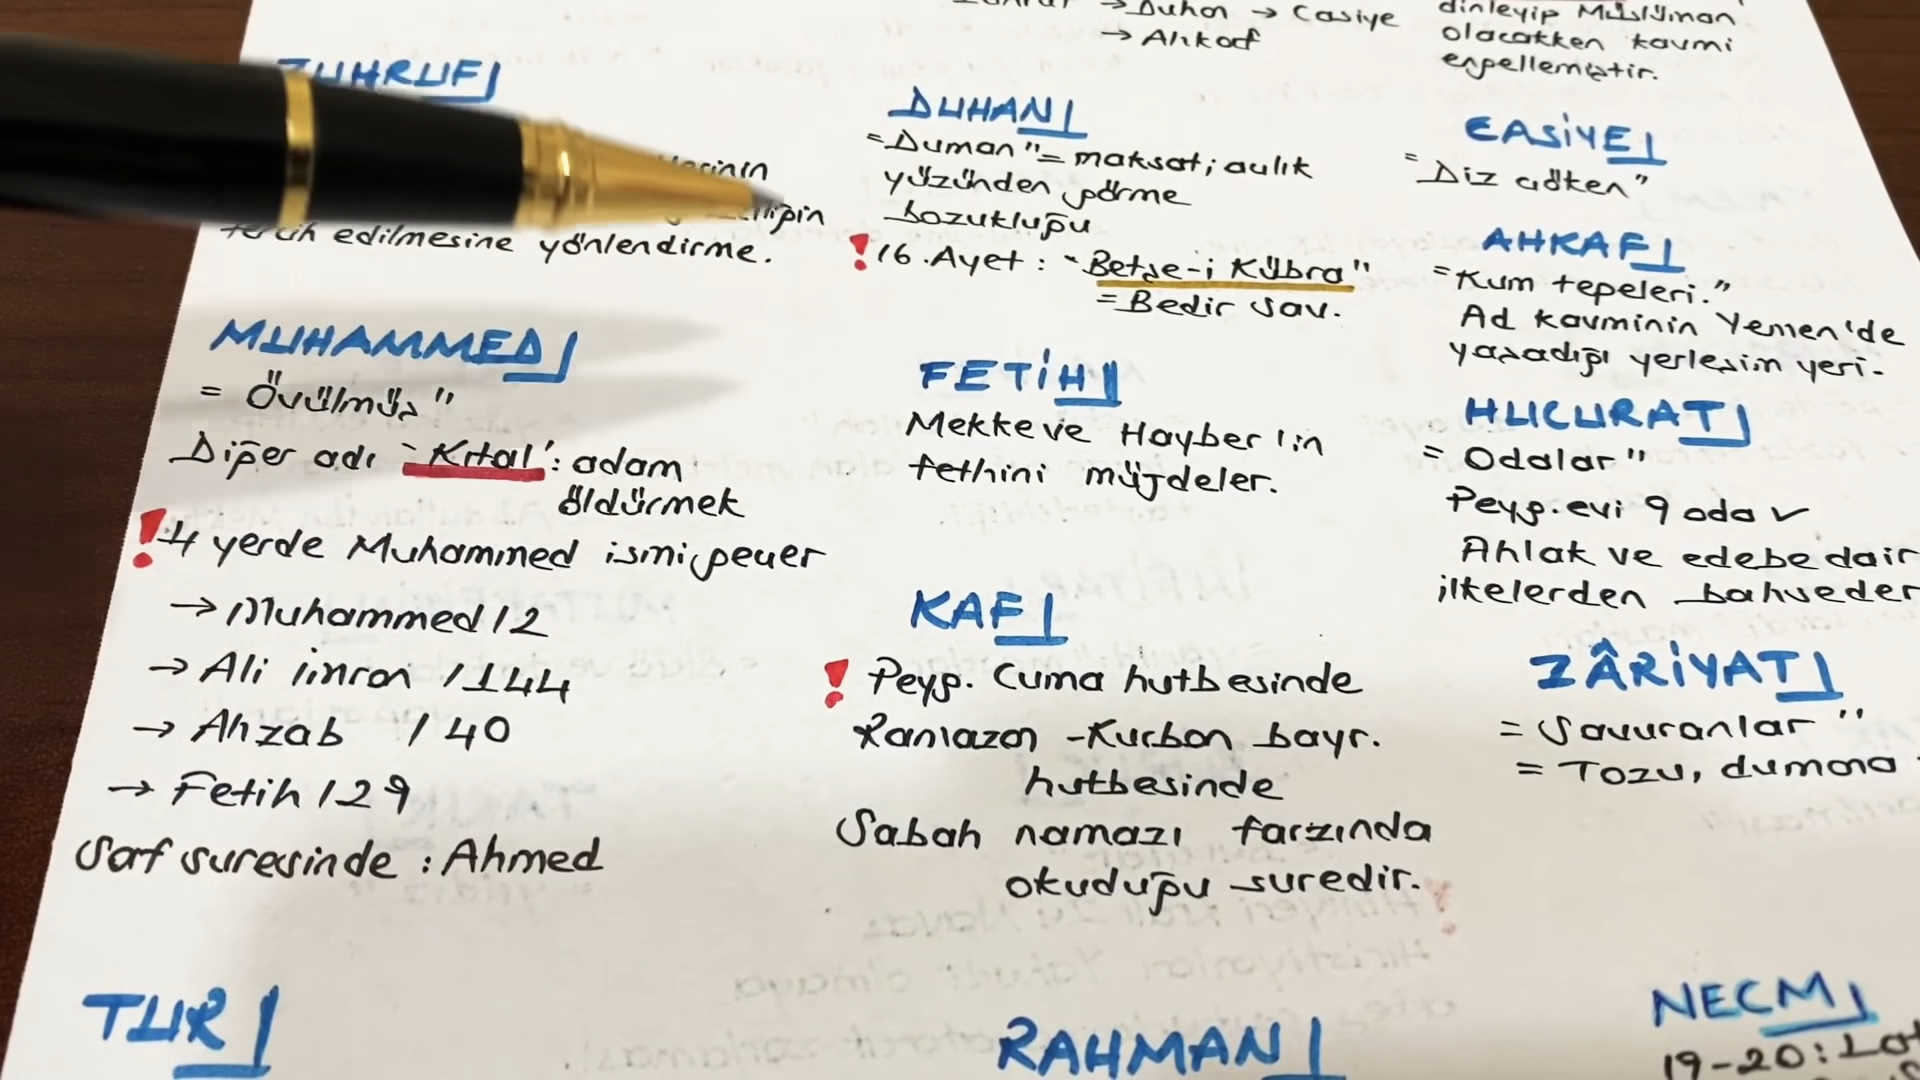 → Duhan → Casiye
→ Ahkaf
dinleyip Müslüman
olacakken kavmi
engellemiştir.
ZUHRUF
tercih edilmesine yönlendirme.
DUHAN
= Duman" = maksat; açlık
yüzünden görme
bozukluğu
! 16. Ayet: "Betşe-i Kübra"
= Bedir sav.
CASİYE
= Diz çöken"
AHKAF
= Kum tepeleri."
Ad kavminin Yemen'de
yaşadığı yerleşim yeri.
MUHAMMED
= Övülmüş"
Diğer adı 'Kıtal': adam
öldürmek
! 4 yerde Muhammed ismi geçer
→ Muhammed / 2
→ Ali imran / 144
→ Ahzab / 40
→ Fetih / 29
Saf suresinde : Ahmed
FETİH
Mekke ve Hayber'in
fethini müjdeler.
HUCURAT
= Odalar"
Peyg. evi 9 oda ✓
Ahlak ve edebe dair
ilkelerden bahseder
KAF
! Peyg. Cuma hutbesinde
Ramazan - Kurban bayr.
hutbesinde
Sabah namazı farzında
okuduğu suredir.
ZÂRİYAT
= Savuranlar"
= Tozu, dumana
TUR
RAHMAN
NECM
19-20: Lat